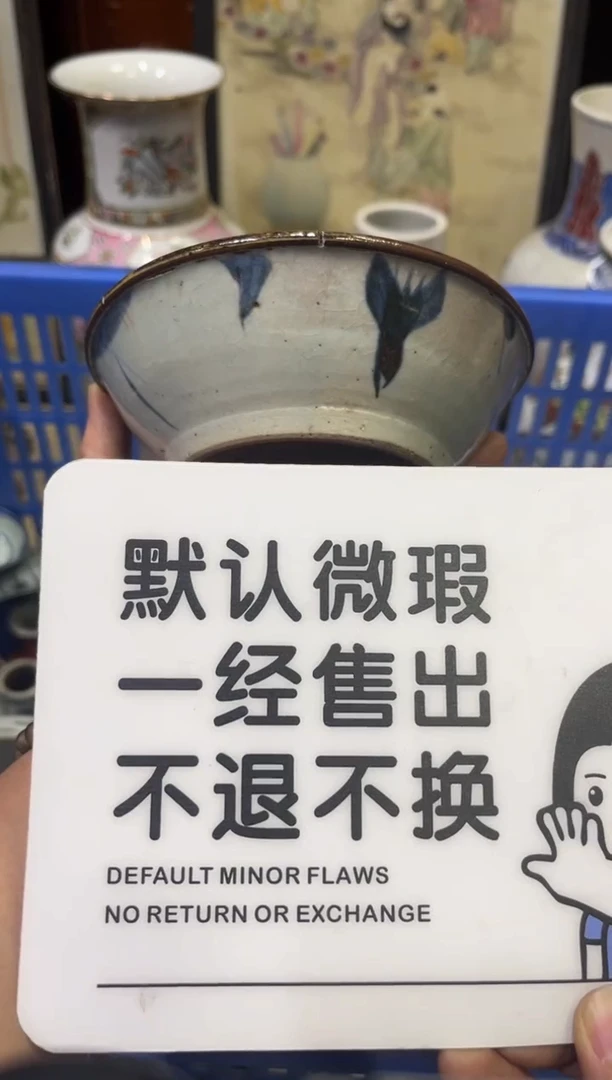 默认微瑕
一经售出
不退不换
DEFAULT MINOR FLAWS
NO RETURN OR EXCHANGE